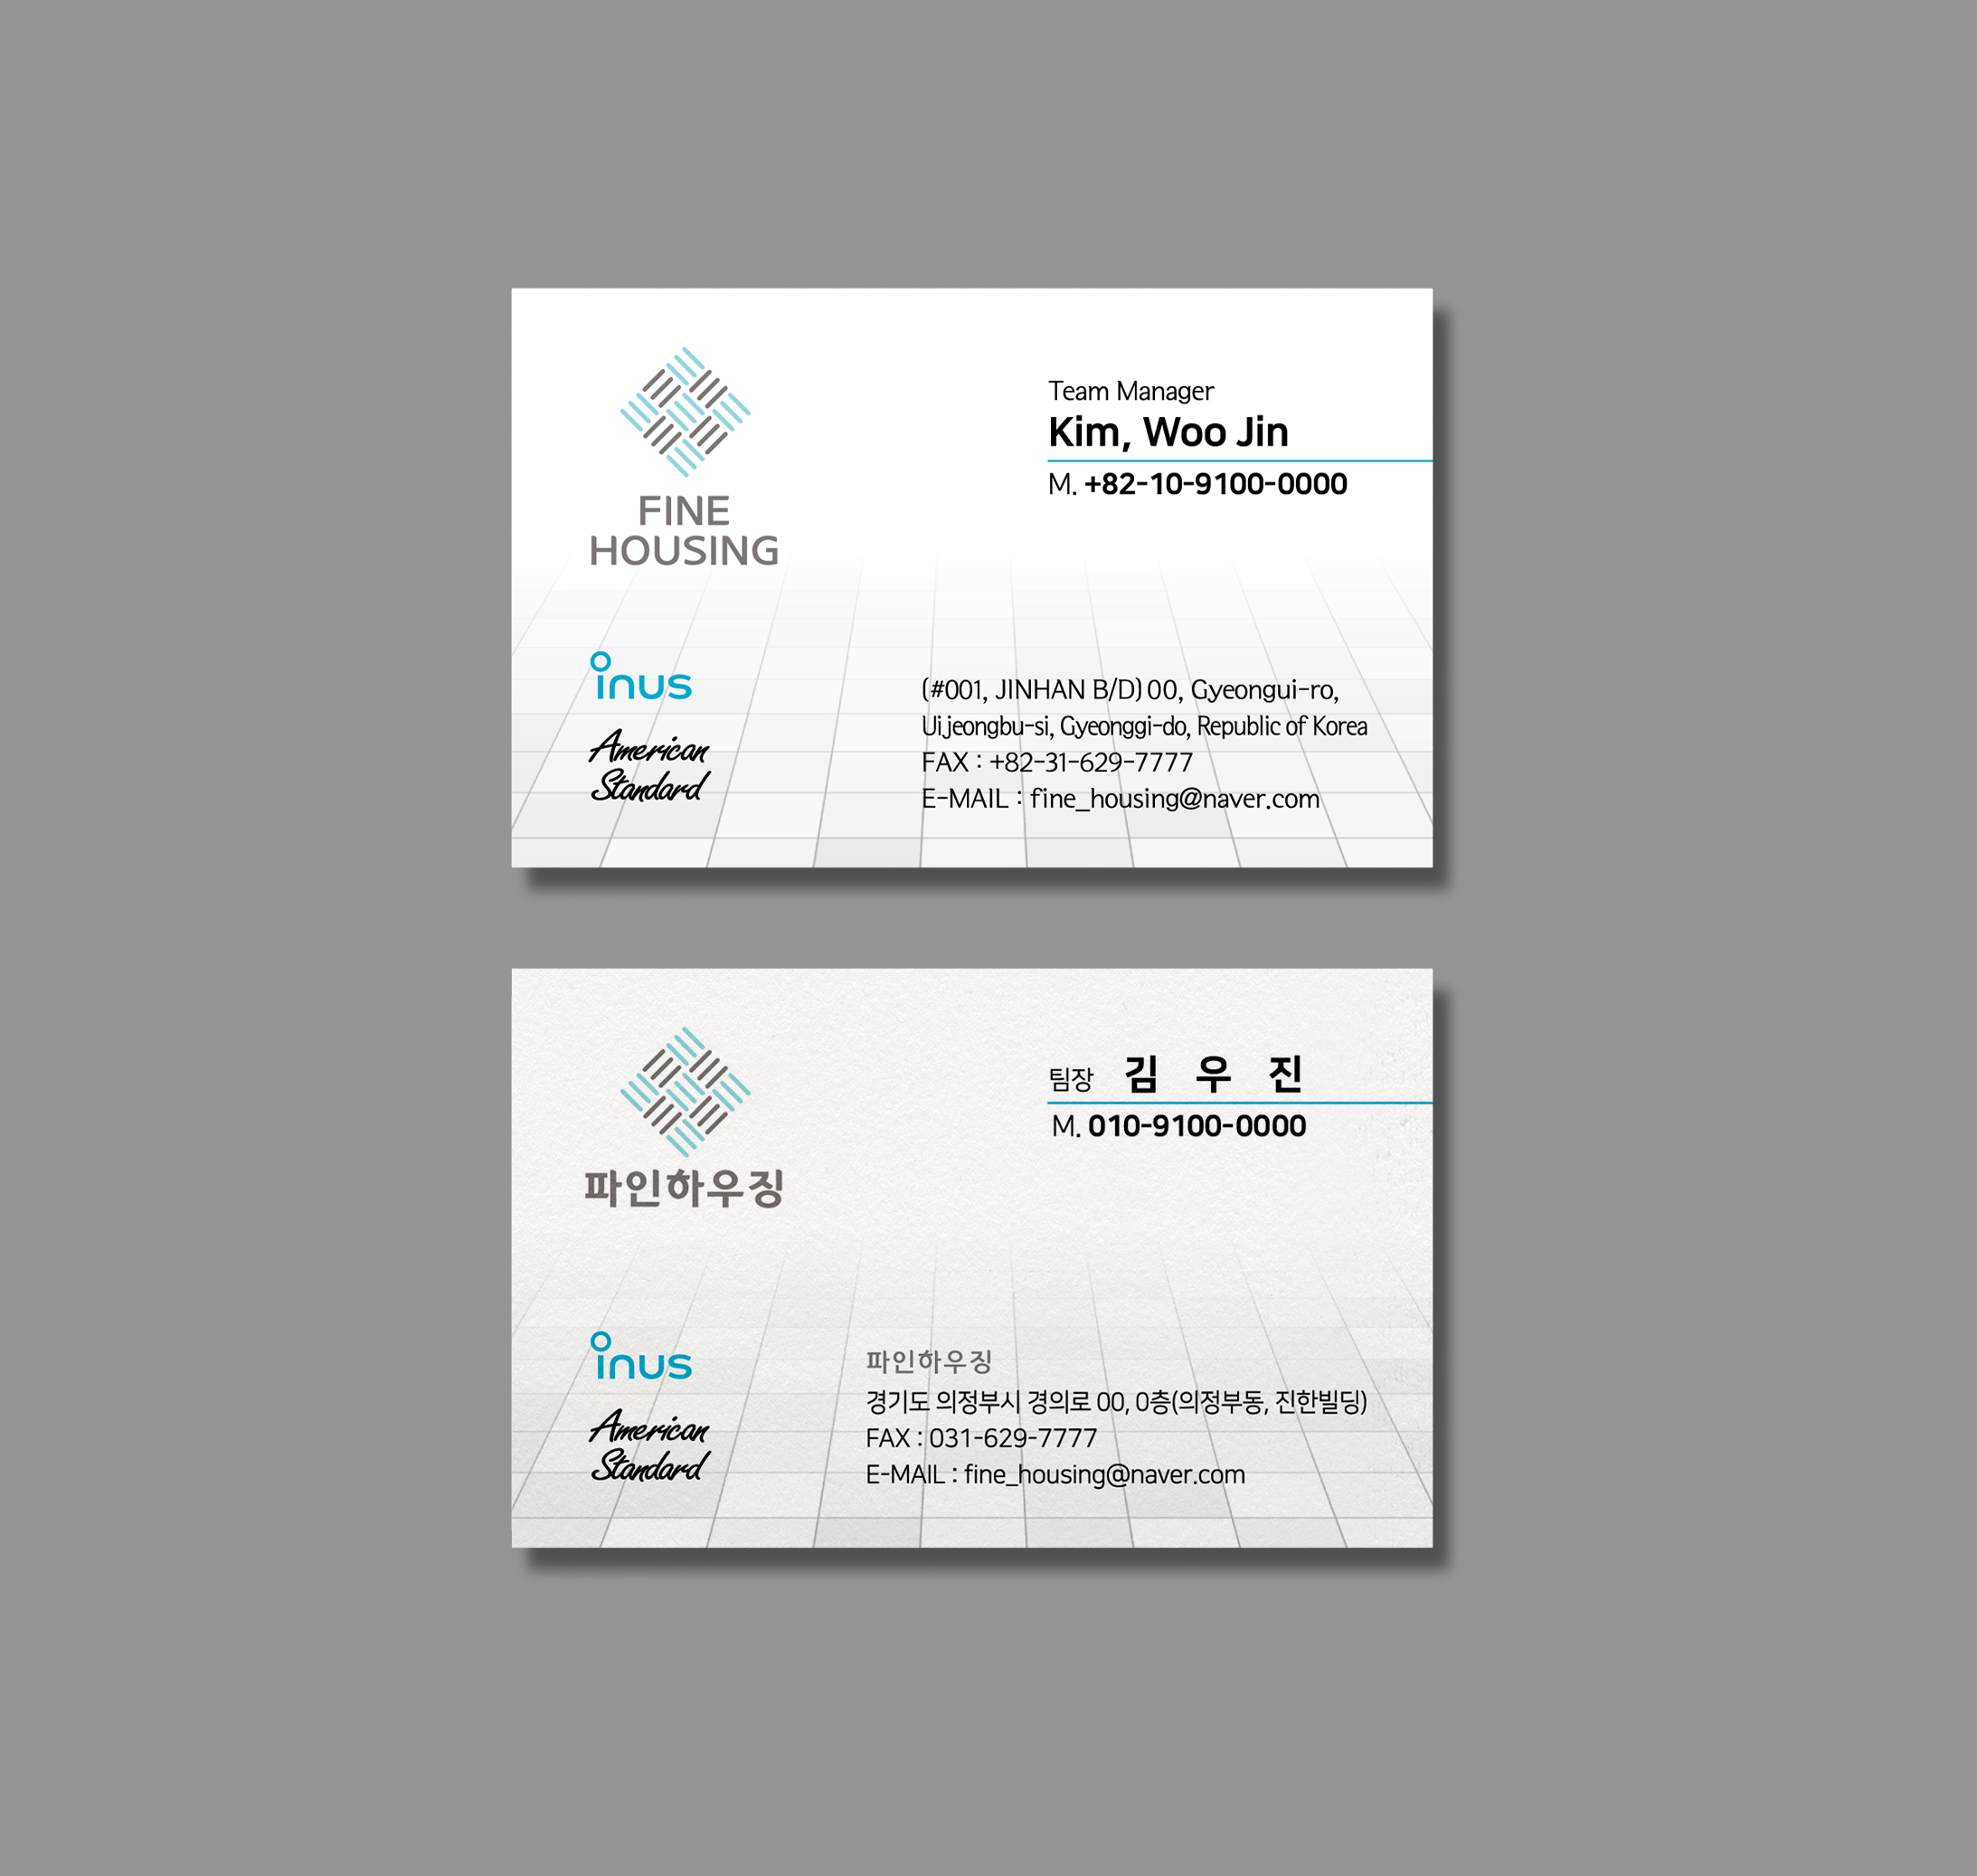 FINE
HOUSING
Team Manager
Kim, Woo Jin
M. +82-10-9100-0000
inus
American
Standard
(#001, JINHAN B/D) 00, Gyeongui-ro,
Uijeongbu-si, Gyeonggi-do, Republic of Korea
FAX : +82-31-629-7777
E-MAIL : fine_housing@naver.com
파인하우징
팀장 김 우 진
M. 010-9100-0000
inus
American
Standard
파인하우징
경기도 의정부시 경의로 00, 0층(의정부동, 진한빌딩)
FAX : 031-629-7777
E-MAIL : fine_housing@naver.com